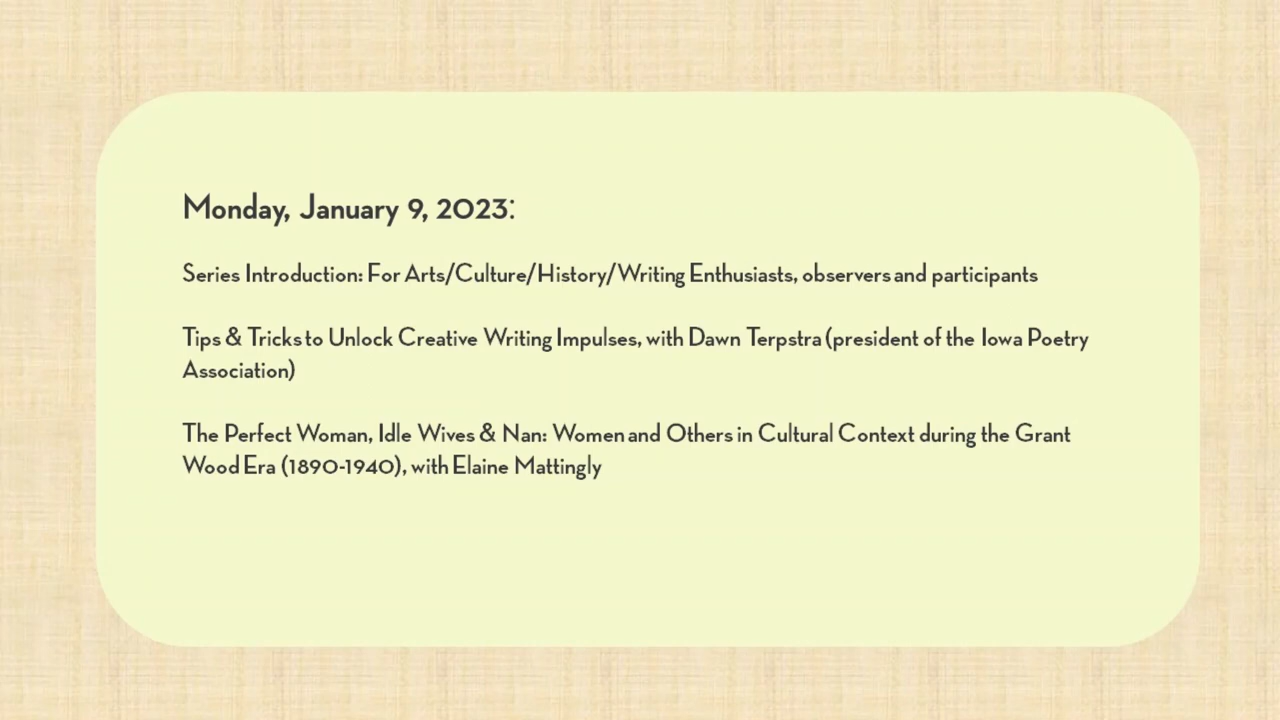 Monday, January 9, 2023:
Series Introduction: For Arts/Culture/History/Writing Enthusiasts, observers and participants
Tips & Tricks to Unlock Creative Writing Impulses, with Dawn Terpstra (president of the Iowa Poetry
Association)
The Perfect Woman, Idle Wives & Nan: Women and Others in Cultural Context during the Grant
Wood Era (1890-1940), with Elaine Mattingly